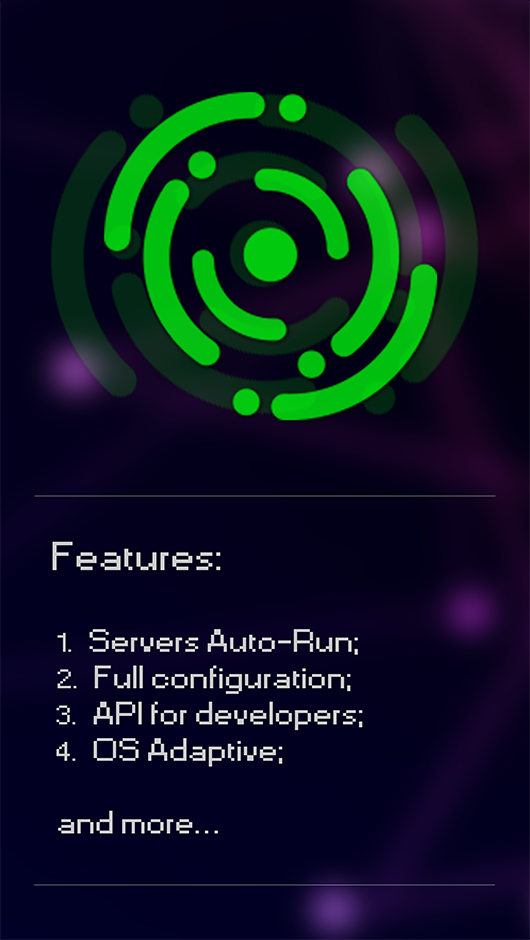 Features:
1. Servers Auto-Run;
2. Full configuration;
3. API for developers;
4. OS Adaptive;
and more...